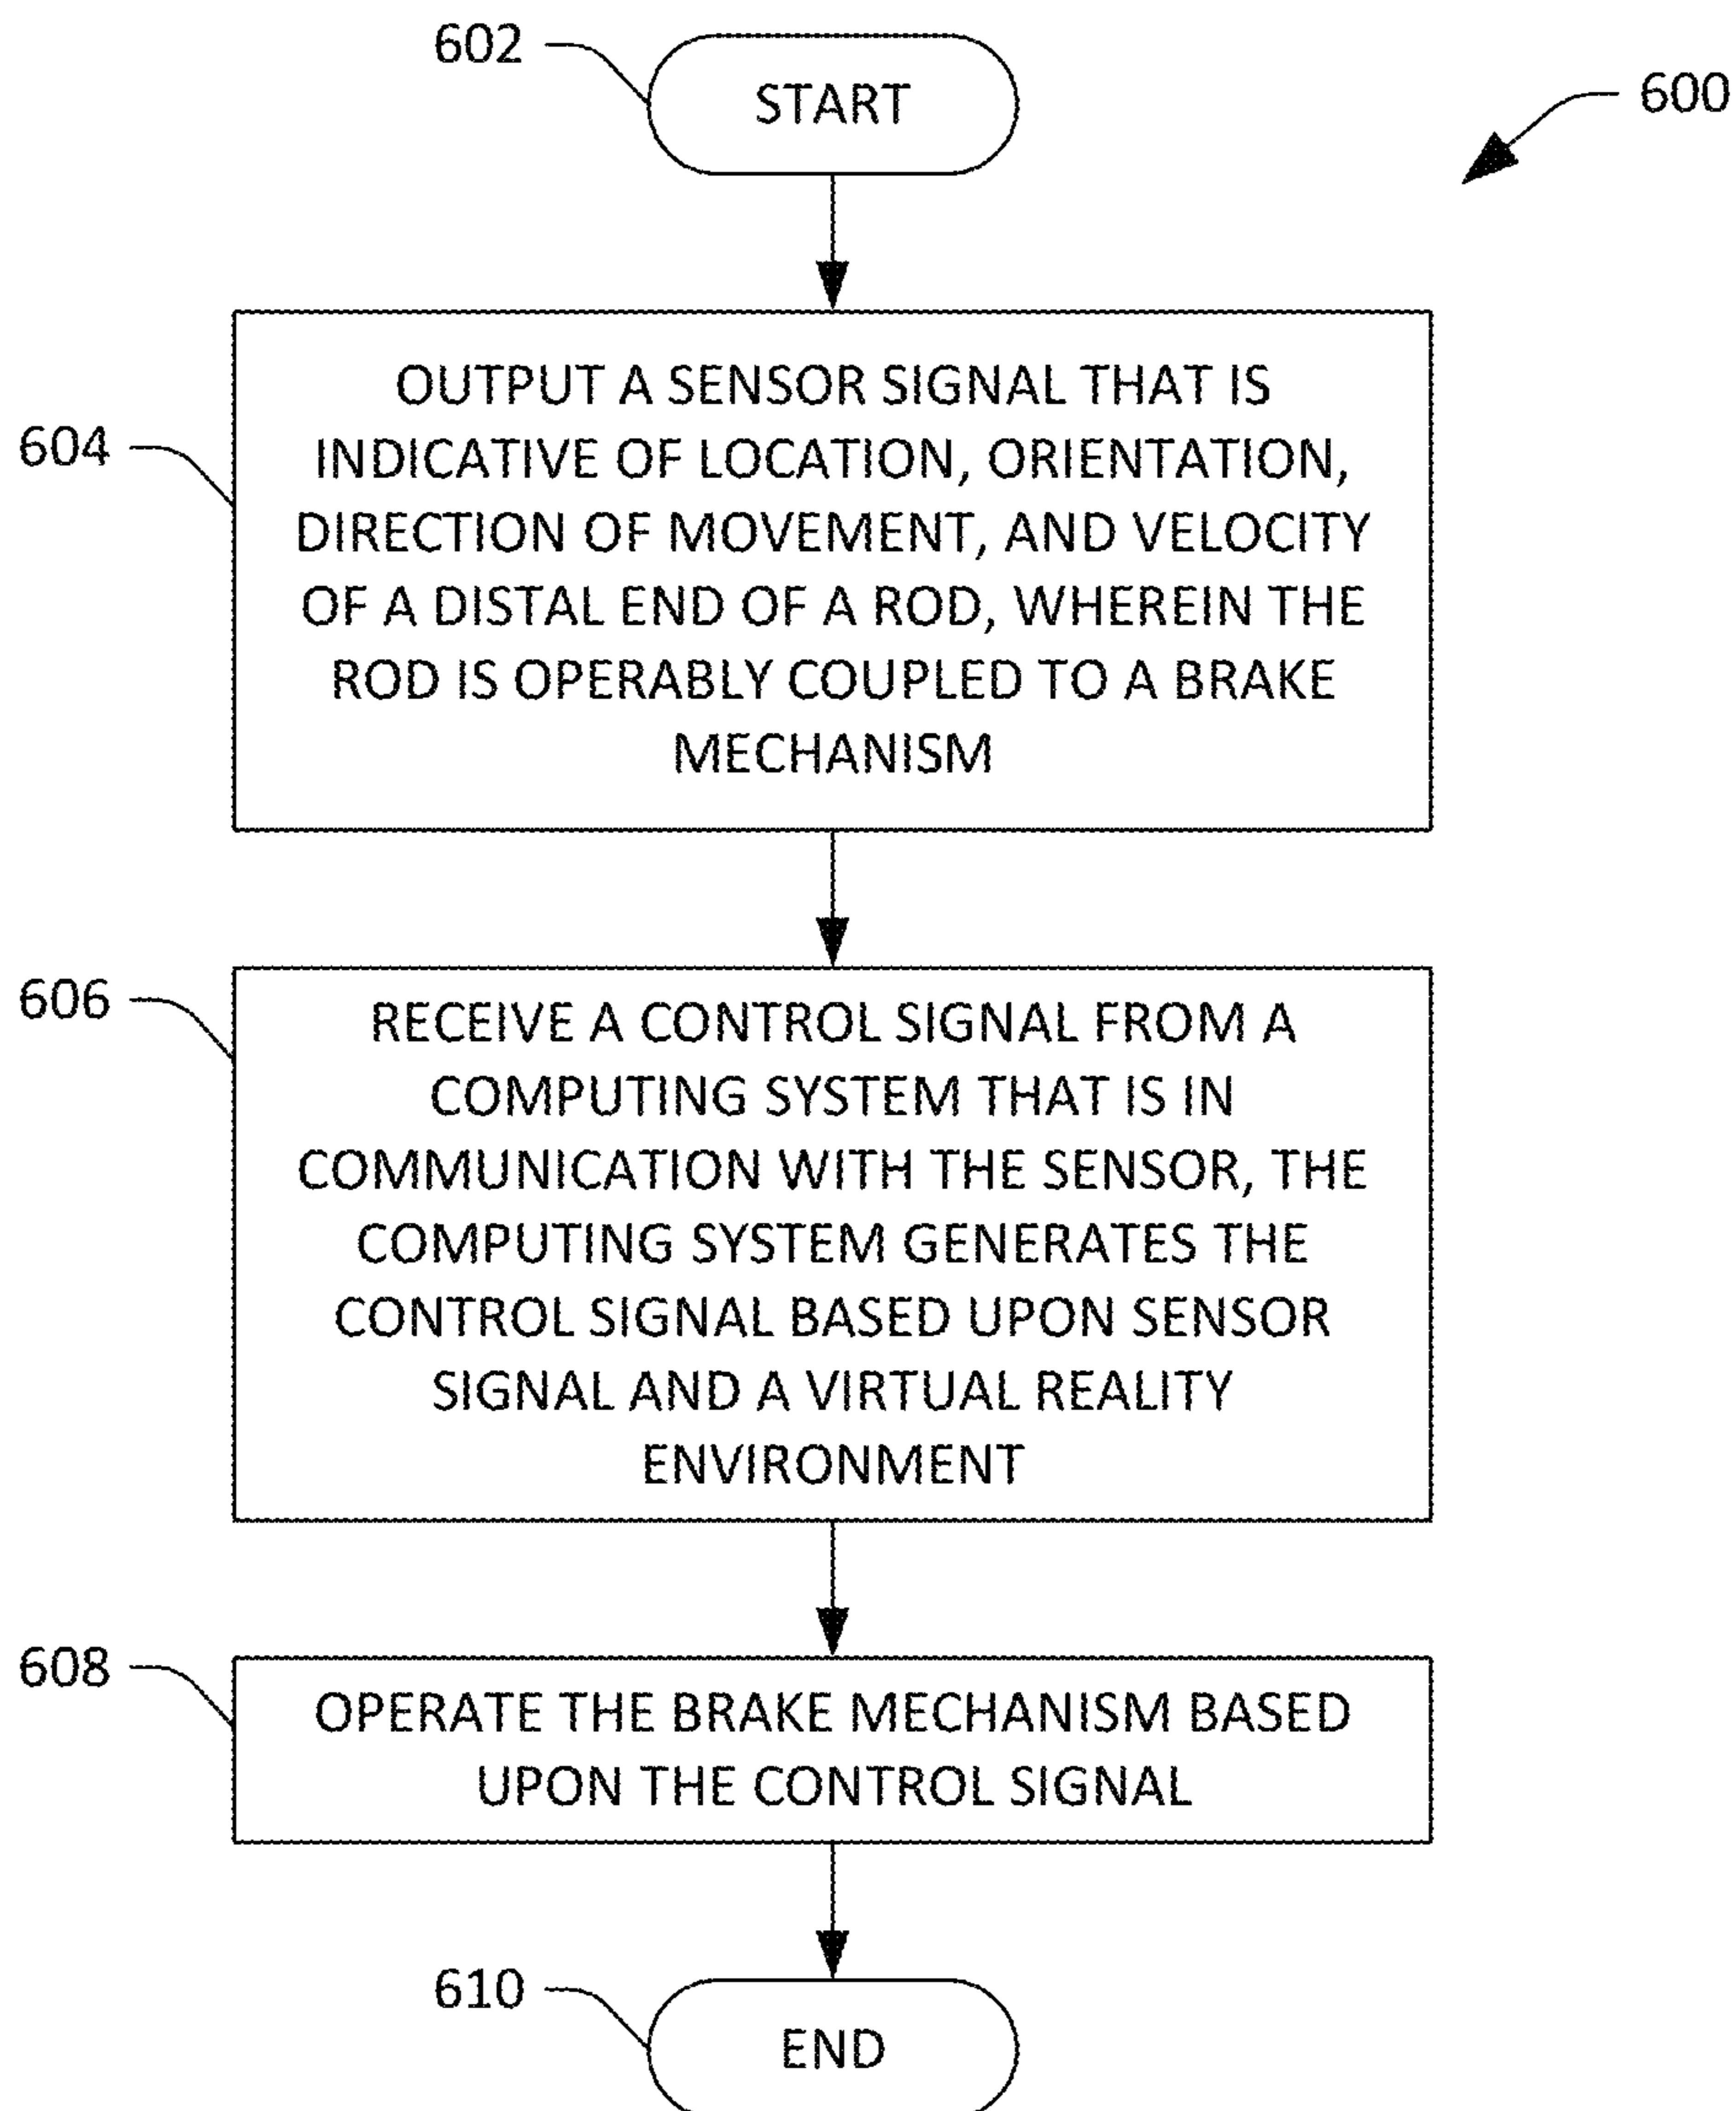 602
START
600
604
OUTPUT A SENSOR SIGNAL THAT IS
INDICATIVE OF LOCATION, ORIENTATION,
DIRECTION OF MOVEMENT, AND VELOCITY
OF A DISTAL END OF A ROD, WHEREIN THE
ROD IS OPERABLY COUPLED TO A BRAKE
MECHANISM
606
RECEIVE A CONTROL SIGNAL FROM A
COMPUTING SYSTEM THAT IS IN
COMMUNICATION WITH THE SENSOR, THE
COMPUTING SYSTEM GENERATES THE
CONTROL SIGNAL BASED UPON SENSOR
SIGNAL AND A VIRTUAL REALITY
ENVIRONMENT
608
OPERATE THE BRAKE MECHANISM BASED
UPON THE CONTROL SIGNAL
610
END